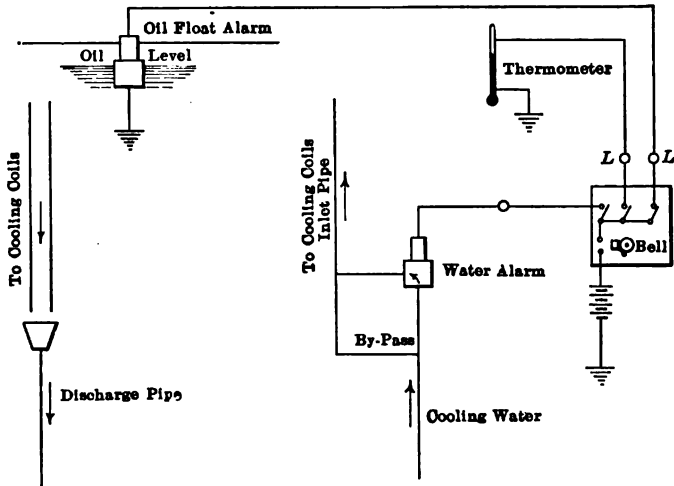 Oil Float Alarm
Oil Level
Thermometer
To Cooling Coils
To Cooling Coils
Inlet Pipe
L
L
Bell
Water Alarm
By-Pass
Discharge Pipe
Cooling Water